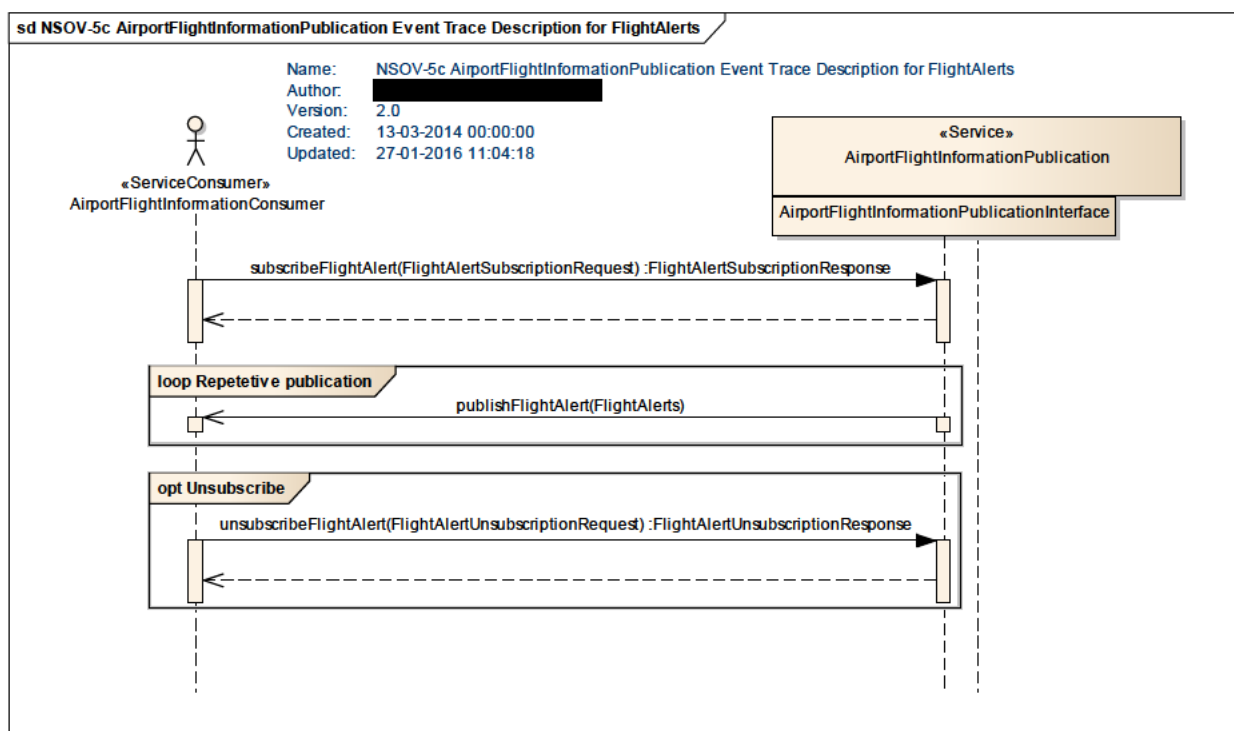 sd NSOV-5c AirportFlightInformationPublication Event Trace Description for FlightAlerts
Name: NSOV-5c AirportFlightInformationPublication Event Trace Description for FlightAlerts
Author:
Version: 2.0
Created: 13-03-2014 00:00:00
Updated: 27-01-2016 11:04:18
«ServiceConsumer»
AirportFlightInformationConsumer
«Service»
AirportFlightInformationPublication
AirportFlightInformationPublicationInterface
subscribeFlightAlert(FlightAlertSubscriptionRequest) :FlightAlertSubscriptionResponse
loop Repetetive publication
publishFlightAlert(FlightAlerts)
opt Unsubscribe
unsubscribeFlightAlert(FlightAlertUnsubscriptionRequest) :FlightAlertUnsubscriptionResponse